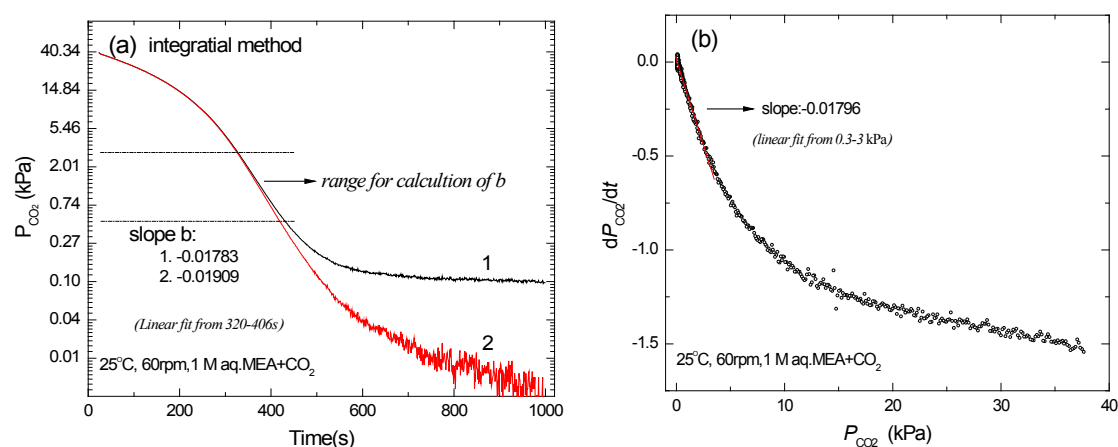 (a) integratial method
40.34
14.84
5.46
2.01
0.74
0.27
0.10
0.04
0.01
P_CO₂ (kPa)
range for calcultion of b
slope b:
1. -0.01783
2. -0.01909
(Linear fit from 320-406s)
25°C, 60rpm,1 M aq.MEA+CO₂
1
2
0 200 400 600 800 1000
Time(s)
(b)
0.0
-0.5
-1.0
-1.5
dP_CO2/dt
slope:-0.01796
(linear fit from 0.3-3 kPa)
25°C, 60rpm,1 M aq.MEA+CO₂
0 10 20 30 40
P_CO2 (kPa)